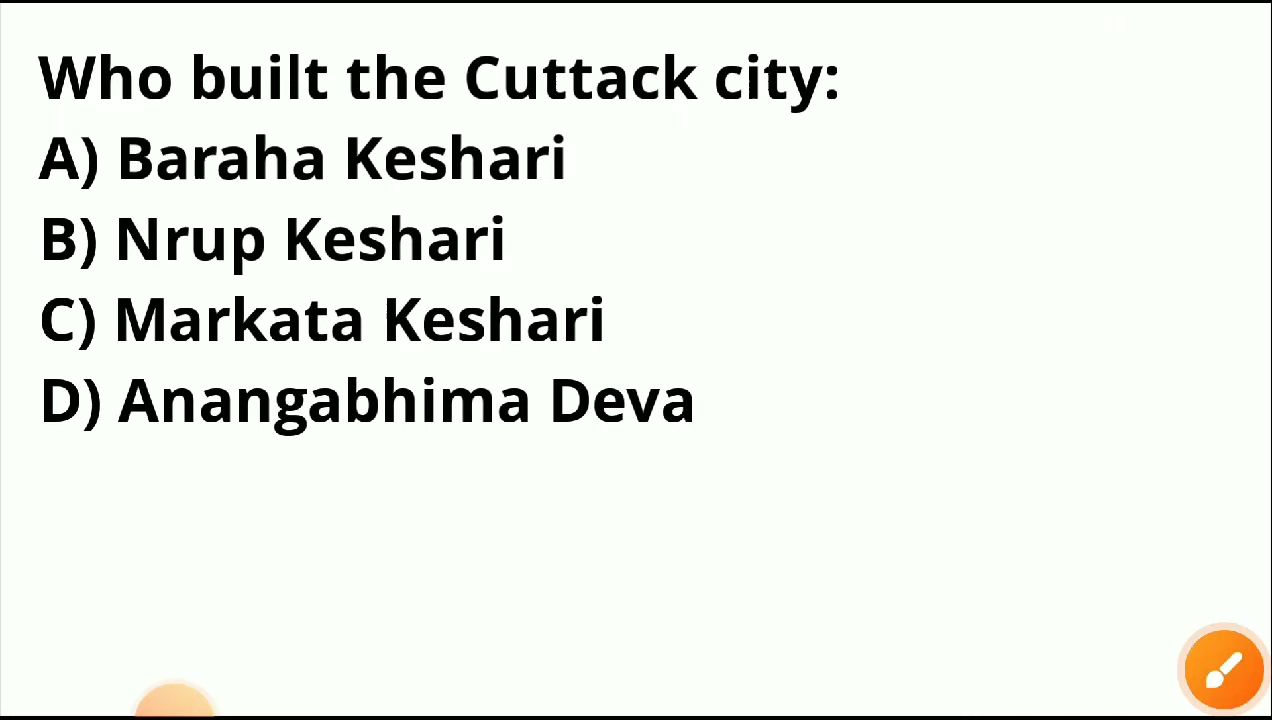 Who built the Cuttack city:
A) Baraha Keshari
B) Nrup Keshari
C) Markata Keshari
D) Anangabhima Deva